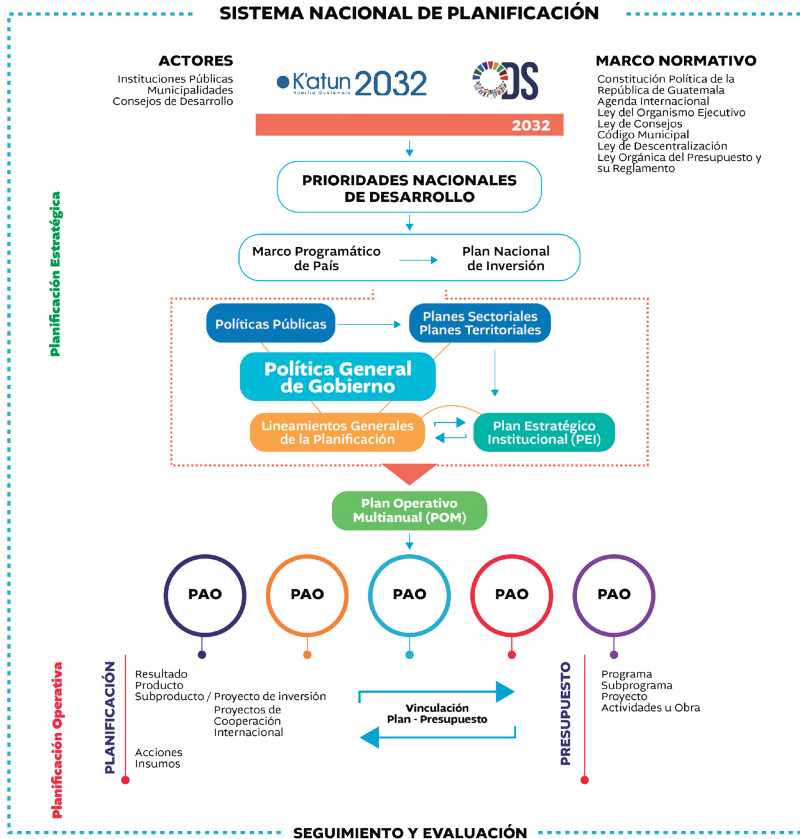 SISTEMA NACIONAL DE PLANIFICACIÓN
ACTORES
Instituciones Públicas
Municipalidades
Consejos de Desarrollo
K'atun 2032
Nuestra Guatemala
ODS
MARCO NORMATIVO
Constitución Política de la
República de Guatemala
Agenda Internacional
Ley del Organismo Ejecutivo
Ley de Consejos
Código Municipal
Ley de Descentralización
Ley Orgánica del Presupuesto y
su Reglamento
2032
PRIORIDADES NACIONALES
DE DESARROLLO
Marco Programático
de País
Plan Nacional
de Inversión
Planificación Estratégica
Políticas Públicas
Planes Sectoriales
Planes Territoriales
Política General
de Gobierno
Lineamientos Generales
de la Planificación
Plan Estratégico
Institucional (PEI)
Plan Operativo
Multianual (POM)
PAO
PAO
PAO
PAO
PAO
Planificación Operativa
PLANIFICACIÓN
Resultado
Producto
Subproducto / Proyecto de inversión
Proyectos de
Cooperación
Internacional
Acciones
Insumos
Vinculación
Plan - Presupuesto
PRESUPUESTO
Programa
Subprograma
Proyecto
Actividades u Obra
SEGUIMIENTO Y EVALUACIÓN